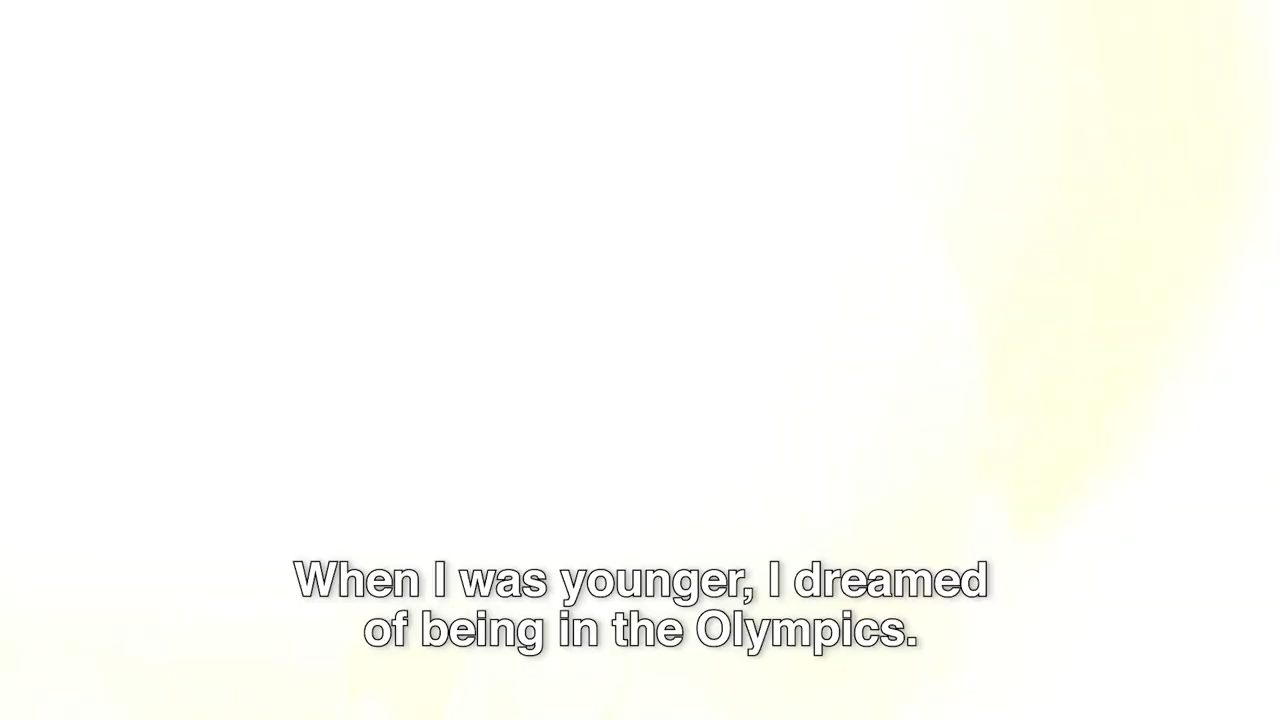 When I was younger, I dreamed
of being in the Olympics.